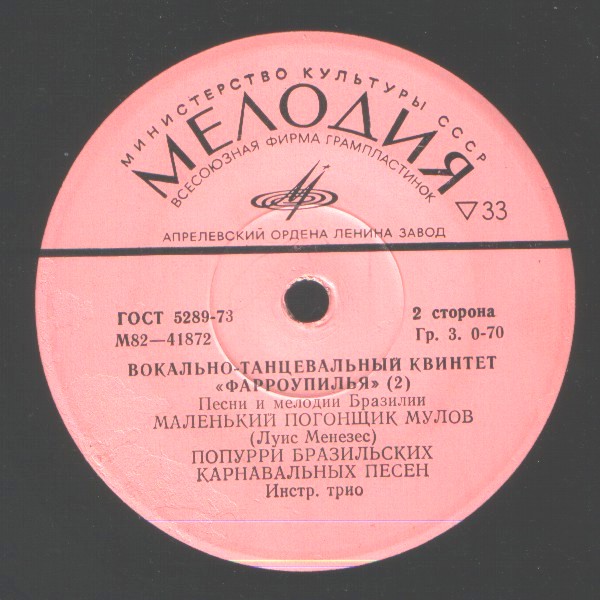 МИНИСТЕРСТВО КУЛЬТУРЫ СССР
МЕЛОДИЯ
ВСЕСОЮЗНАЯ ФИРМА ГРАМПЛАСТИНОК
▽33
АПРЕЛЕВСКИЙ ОРДЕНА ЛЕНИНА ЗАВОД
ГОСТ 5289-73
М82—41872
2 сторона
Гр. 3. 0-70
ВОКАЛЬНО-ТАНЦЕВАЛЬНЫЙ КВИНТЕТ
«ФАРРОУПИЛЬЯ» (2)
Песни и мелодии Бразилии
МАЛЕНЬКИЙ ПОГОНЩИК МУЛОВ
(Луис Менезес)
ПОПУРРИ БРАЗИЛЬСКИХ
КАРНАВАЛЬНЫХ ПЕСЕН
Инстр. трио